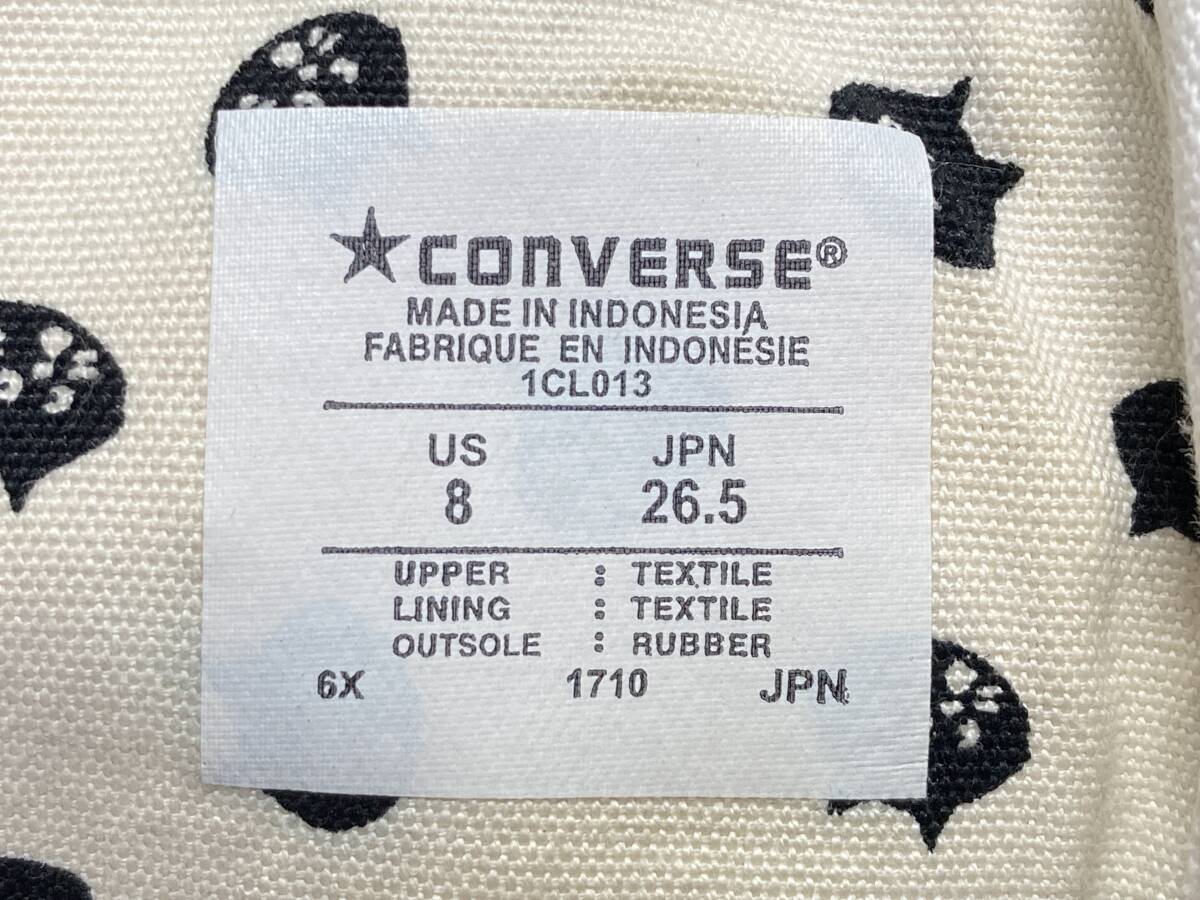 CONVERSE®
MADE IN INDONESIA
FABRIQUE EN INDONÉSIE
1CL013
US JPN
8 26.5
UPPER : TEXTILE
LINING : TEXTILE
OUTSOLE : RUBBER
6X 1710 JPN